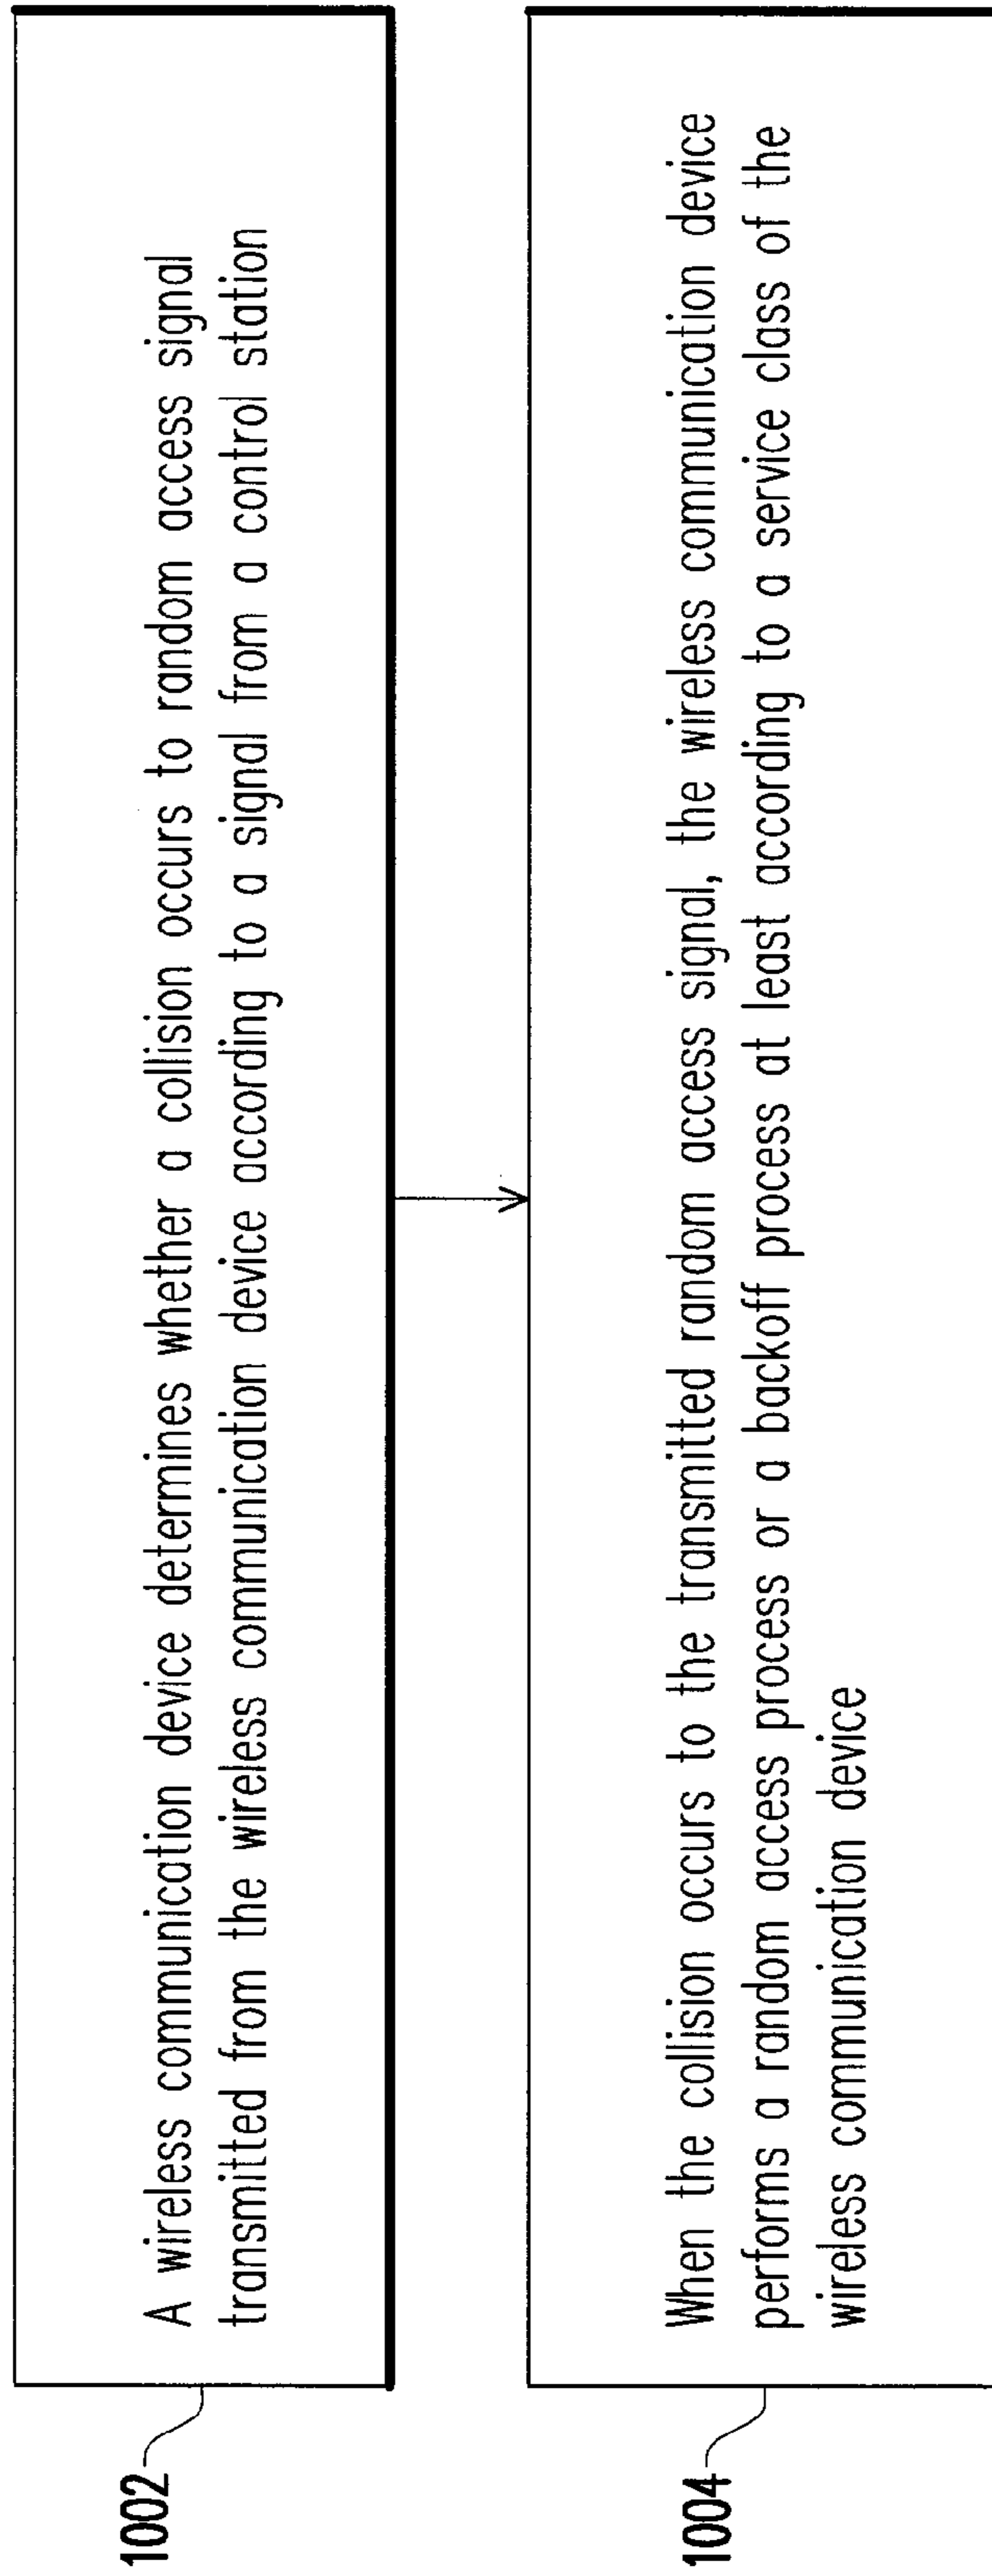 1002
A wireless communication device determines whether a collision occurs to random access signal
transmitted from the wireless communication device according to a signal from a control station
1004
When the collision occurs to the transmitted random access signal, the wireless communication device
performs a random access process or a backoff process at least according to a service class of the
wireless communication device